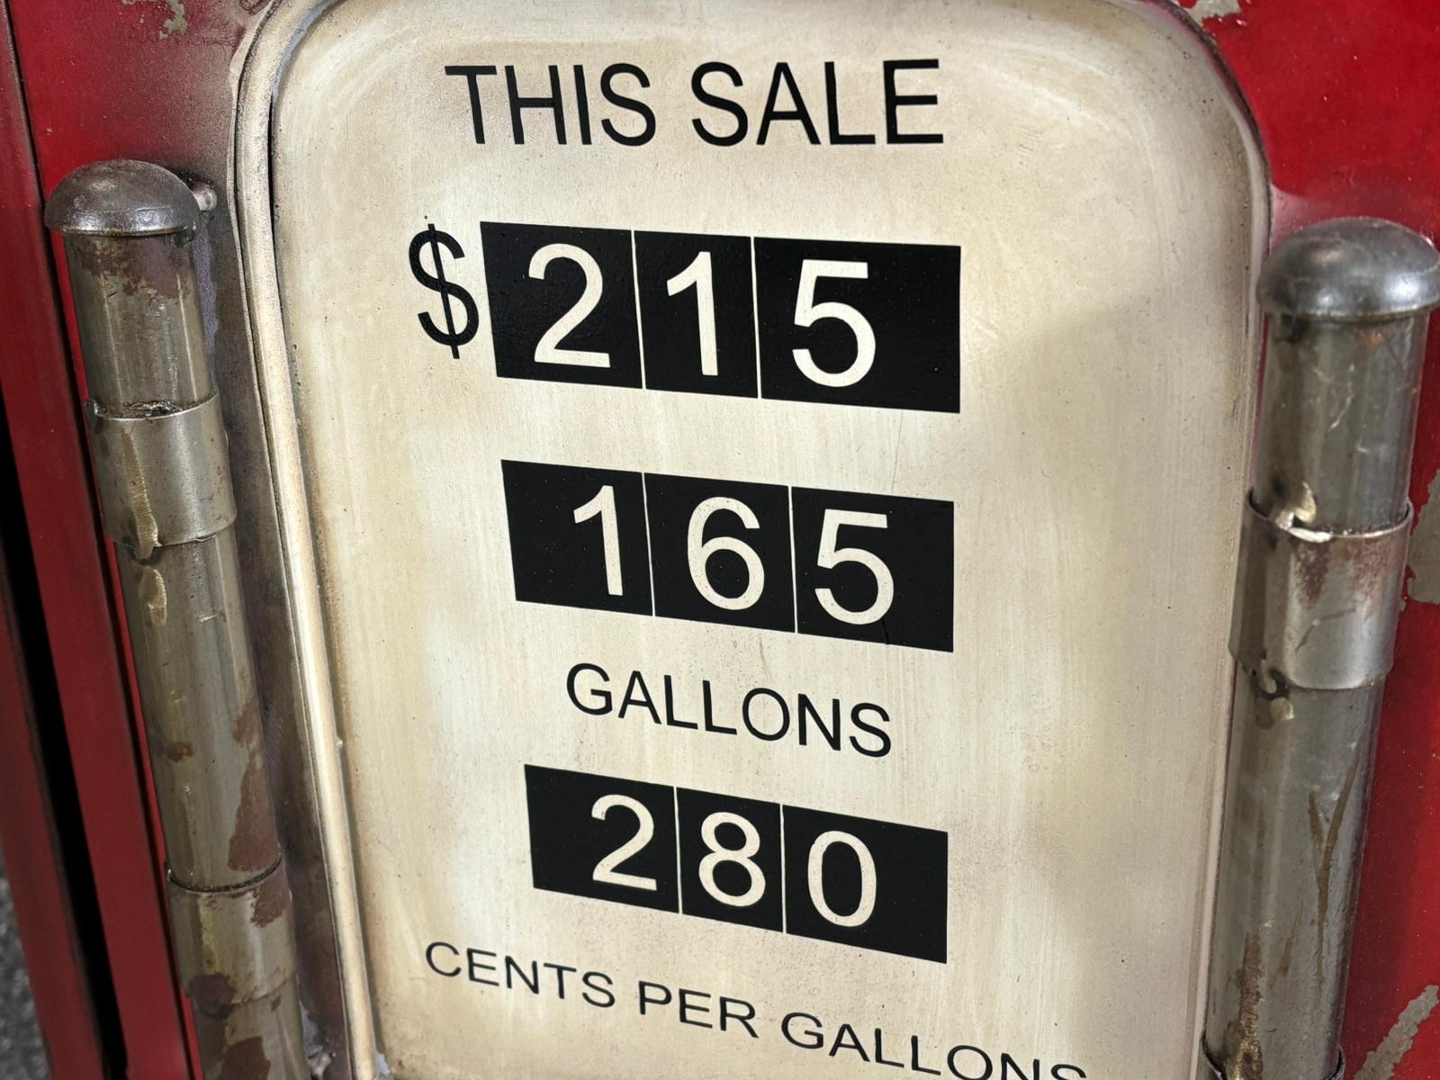 THIS SALE
$ 215
165
GALLONS
280
CENTS PER GALLONS